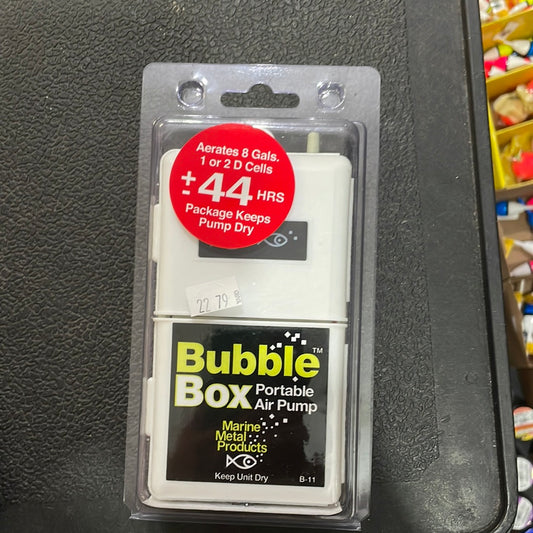 Aerates 8 Gals.
1 or 2 D Cells
± 44 HRS
Package Keeps
Pump Dry
22 79
Bubble™
Box Portable
Air Pump
Marine
Metal
Products
Keep Unit Dry B-11